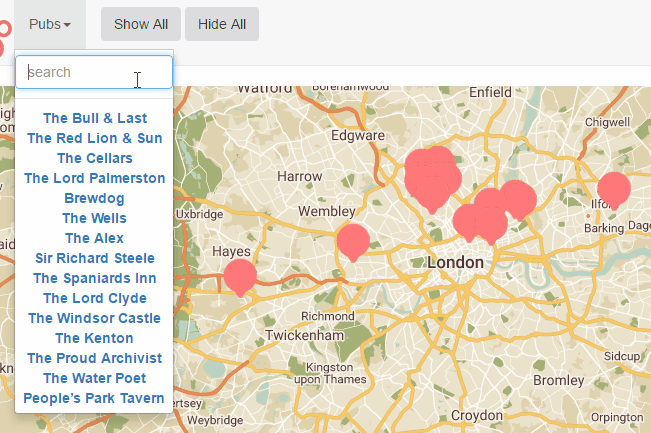 Pubs
Show All
Hide All
search
The Bull & Last
The Red Lion & Sun
The Cellars
The Lord Palmerston
Brewdog
The Wells
The Alex
Sir Richard Steele
The Spaniards Inn
The Lord Clyde
The Windsor Castle
The Kenton
The Proud Archivist
The Water Poet
People's Park Tavern
Watford
Borehamwood
Enfield
Chigwell
Edgware
Harrow
Wembley
Uxbridge
Hayes
London
Barking
Richmond
Twickenham
Kingston
upon Thames
Sidcup
Bromley
Croydon
Orpington
Weybridge